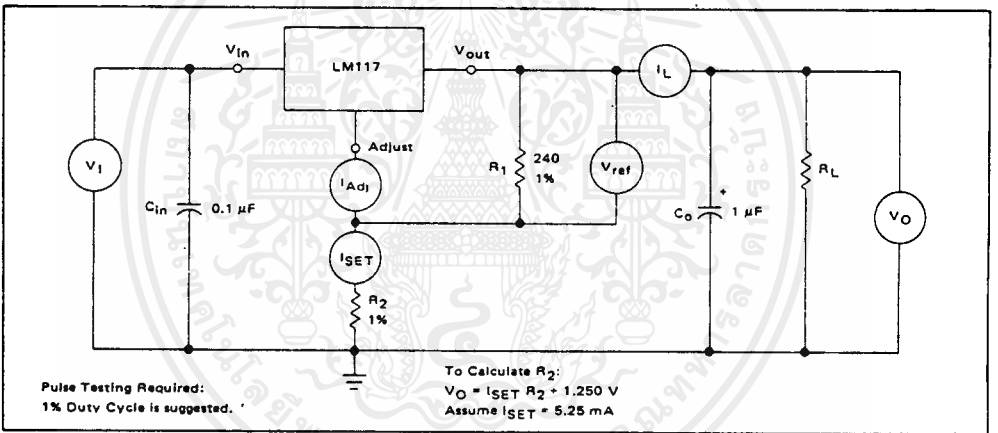 Vin
LM117
Vout
IL
Adjust
VI
R1
240
1%
Vref
RL
IAdj
Cin
0.1 μF
Co
+
1 μF
VO
ISET
R2
1%
To Calculate R2:
Pulse Testing Required:
VO = ISET R2 + 1.250 V
1% Duty Cycle is suggested.
Assume ISET = 5.25 mA